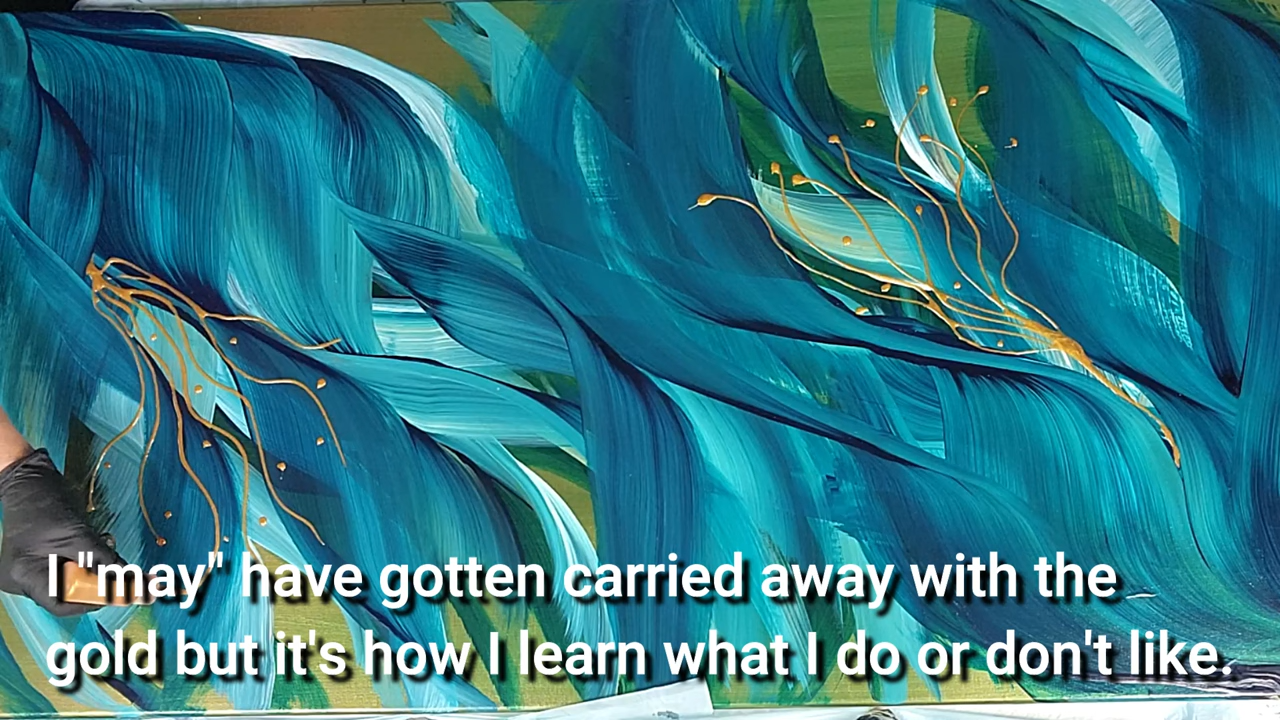 I "may" have gotten carried away with the
gold but it's how I learn what I do or don't like.